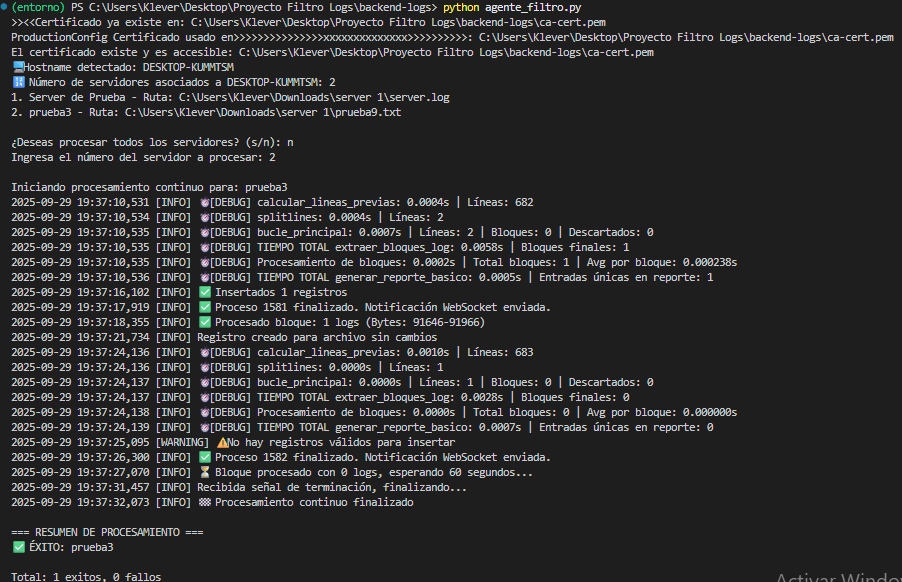 (entorno) PS C:\Users\Klever\Desktop\Proyecto Filtro Logs\backend-logs> python agente_filtro.py
>><<Certificado ya existe en: C:\Users\Klever\Desktop\Proyecto Filtro Logs\backend-logs\ca-cert.pem
ProductionConfig Certificado usado en>>>>>>>>>>>>>>>xxxxxxxxxxxxxx>>>>>>>>>>: C:\Users\Klever\Desktop\Proyecto Filtro Logs\backend-logs\ca-cert.pem
El certificado existe y es accesible: C:\Users\Klever\Desktop\Proyecto Filtro Logs\backend-logs\ca-cert.pem
🖥️Hostname detectado: DESKTOP-KUMMTSM
🔢 Número de servidores asociados a DESKTOP-KUMMTSM: 2
1. Server de Prueba - Ruta: C:\Users\Klever\Downloads\server 1\server.log
2. prueba3 - Ruta: C:\Users\Klever\Downloads\server 1\prueba9.txt

¿Deseas procesar todos los servidores? (s/n): n
Ingresa el número del servidor a procesar: 2

Iniciando procesamiento continuo para: prueba3
2025-09-29 19:37:10,531 [INFO] ⏱️[DEBUG] calcular_lineas_previas: 0.0004s | Líneas: 682
2025-09-29 19:37:10,534 [INFO] ⏱️[DEBUG] splitlines: 0.0004s | Líneas: 2
2025-09-29 19:37:10,535 [INFO] ⏱️[DEBUG] bucle_principal: 0.0007s | Líneas: 2 | Bloques: 0 | Descartados: 0
2025-09-29 19:37:10,535 [INFO] ⏱️[DEBUG] TIEMPO TOTAL extraer_bloques_log: 0.0058s | Bloques finales: 1
2025-09-29 19:37:10,535 [INFO] ⏱️[DEBUG] Procesamiento de bloques: 0.0002s | Total bloques: 1 | Avg por bloque: 0.000238s
2025-09-29 19:37:10,536 [INFO] ⏱️[DEBUG] TIEMPO TOTAL generar_reporte_basico: 0.0005s | Entradas únicas en reporte: 1
2025-09-29 19:37:16,102 [INFO] ✅ Insertados 1 registros
2025-09-29 19:37:17,919 [INFO] ✅ Proceso 1581 finalizado. Notificación WebSocket enviada.
2025-09-29 19:37:18,355 [INFO] ✅ Procesado bloque: 1 logs (Bytes: 91646-91966)
2025-09-29 19:37:21,734 [INFO] Registro creado para archivo sin cambios
2025-09-29 19:37:24,136 [INFO] ⏱️[DEBUG] calcular_lineas_previas: 0.0010s | Líneas: 683
2025-09-29 19:37:24,136 [INFO] ⏱️[DEBUG] splitlines: 0.0000s | Líneas: 1
2025-09-29 19:37:24,137 [INFO] ⏱️[DEBUG] bucle_principal: 0.0000s | Líneas: 1 | Bloques: 0 | Descartados: 0
2025-09-29 19:37:24,137 [INFO] ⏱️[DEBUG] TIEMPO TOTAL extraer_bloques_log: 0.0028s | Bloques finales: 0
2025-09-29 19:37:24,138 [INFO] ⏱️[DEBUG] Procesamiento de bloques: 0.0000s | Total bloques: 0 | Avg por bloque: 0.000000s
2025-09-29 19:37:24,139 [INFO] ⏱️[DEBUG] TIEMPO TOTAL generar_reporte_basico: 0.0007s | Entradas únicas en reporte: 0
2025-09-29 19:37:25,095 [WARNING] ⚠️No hay registros válidos para insertar
2025-09-29 19:37:26,300 [INFO] ✅ Proceso 1582 finalizado. Notificación WebSocket enviada.
2025-09-29 19:37:27,070 [INFO] ⏳ Bloque procesado con 0 logs, esperando 60 segundos...
2025-09-29 19:37:31,457 [INFO] Recibida señal de terminación, finalizando...
2025-09-29 19:37:32,073 [INFO] 🏁 Procesamiento continuo finalizado

=== RESUMEN DE PROCESAMIENTO ===
✅ ÉXITO: prueba3

Total: 1 exitos, 0 fallos
Activar Windo